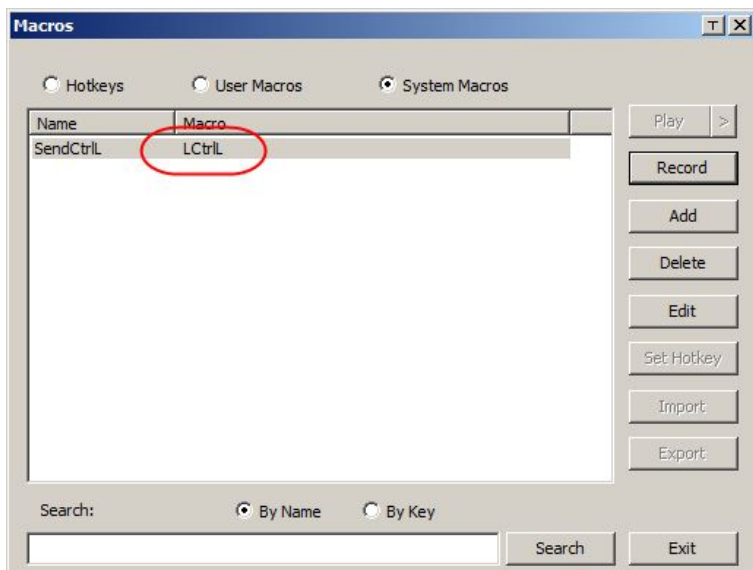 Macros
Hotkeys User Macros System Macros
Name Macro
SendCtrlL LCtrlL
Play >
Record
Add
Delete
Edit
Set Hotkey
Import
Export
Search: By Name By Key
Search Exit